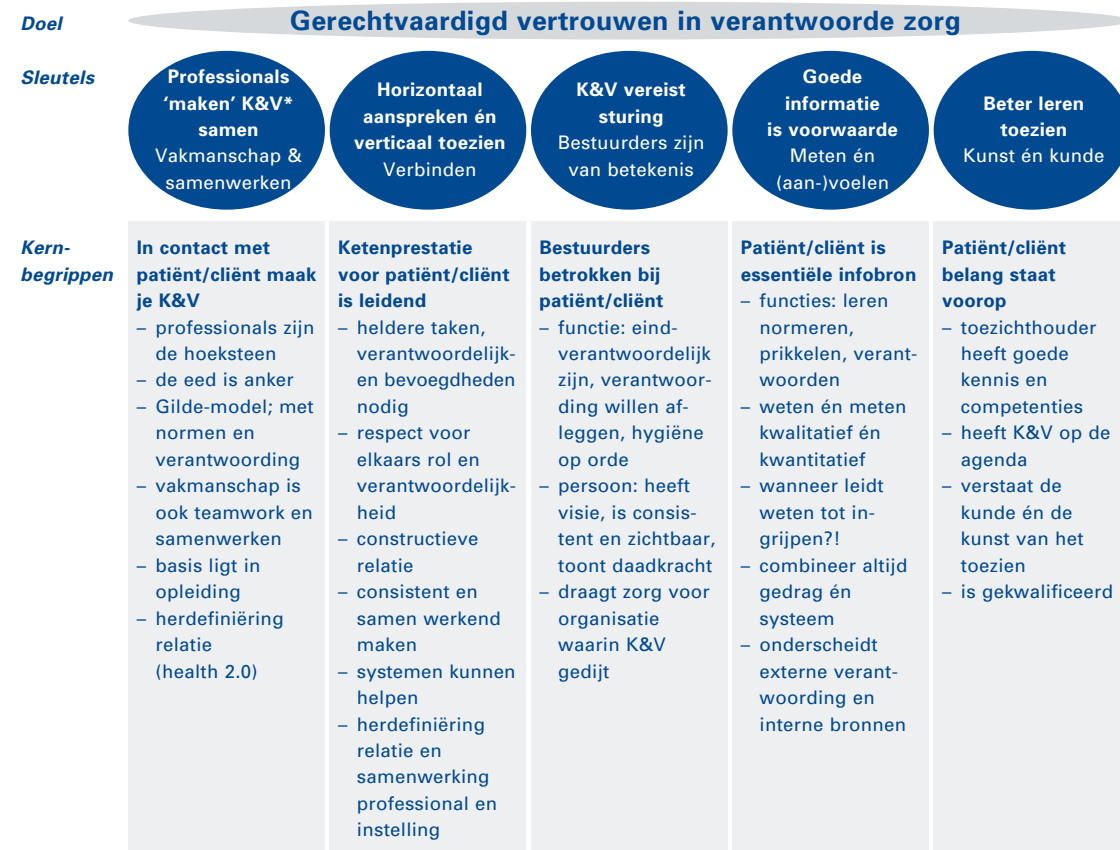 Doel
Gerechtvaardigd vertrouwen in verantwoorde zorg
Sleutels
Professionals
‘maken’ K&V*
samen
Vakmanschap &
samenwerken
Horizontaal
aanspreken én
verticaal toezien
Verbinden
K&V vereist
sturing
Bestuurders zijn
van betekenis
Goede
informatie
is voorwaarde
Meten én
(aan-)voelen
Beter leren
toezien
Kunst én kunde
Kern-
begrippen
In contact met
patiënt/cliënt maak
je K&V
– professionals zijn
de hoeksteen
– de eed is anker
– Gilde-model; met
normen en
verantwoording
– vakmanschap is
ook teamwork en
samenwerken
– basis ligt in
opleiding
– herdefiniëring
relatie
(health 2.0)
Ketenprestatie
voor patiënt/cliënt
is leidend
– heldere taken,
verantwoordelijk-
en bevoegdheden
nodig
– respect voor
elkaars rol en
verantwoordelijk-
heid
– constructieve
relatie
– consistent en
samen werkend
maken
– systemen kunnen
helpen
– herdefiniëring
relatie en
samenwerking
professional en
instelling
Bestuurders
betrokken bij
patiënt/cliënt
– functie: eind-
verantwoordelijk
zijn, verantwoor-
ding willen af-
leggen, hygiëne
op orde
– persoon: heeft
visie, is consis-
tent en zichtbaar,
toont daadkracht
– draagt zorg voor
organisatie
waarin K&V
gedijt
Patiënt/cliënt is
essentiële infobron
– functies: leren
normeren,
prikkelen, verant-
woorden
– weten én meten
kwalitatief én
kwantitatief
– wanneer leidt
weten tot in-
grijpen?!
– combineer altijd
gedrag én
systeem
– onderscheidt
externe verant-
woording en
interne bronnen
Patiënt/cliënt
belang staat
voorop
– toezichthouder
heeft goede
kennis en
competenties
– heeft K&V op de
agenda
– verstaat de
kunde én de
kunst van het
toezien
– is gekwalificeerd